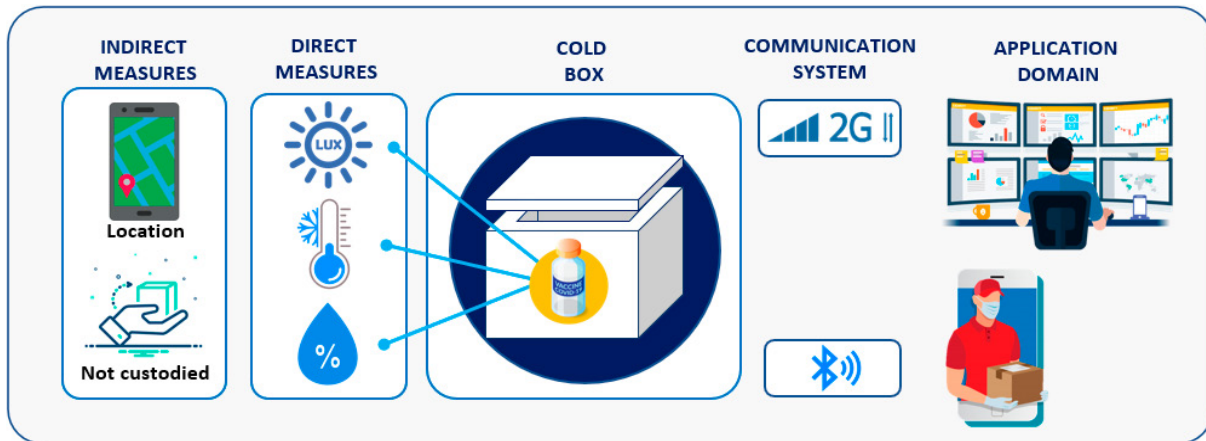 INDIRECT
MEASURES
DIRECT
MEASURES
COLD
BOX
COMMUNICATION
SYSTEM
APPLICATION
DOMAIN
Location
Not custodied
LUX
%
VACCINE
COVID-19
2G